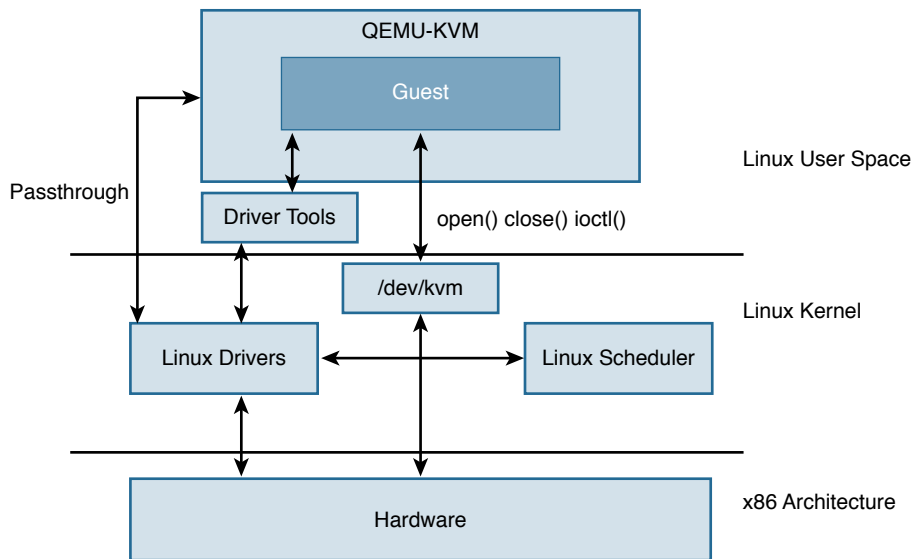 QEMU-KVM
Guest
Linux User Space
Passthrough
Driver Tools
open() close() ioctl()
/dev/kvm
Linux Kernel
Linux Drivers
Linux Scheduler
x86 Architecture
Hardware